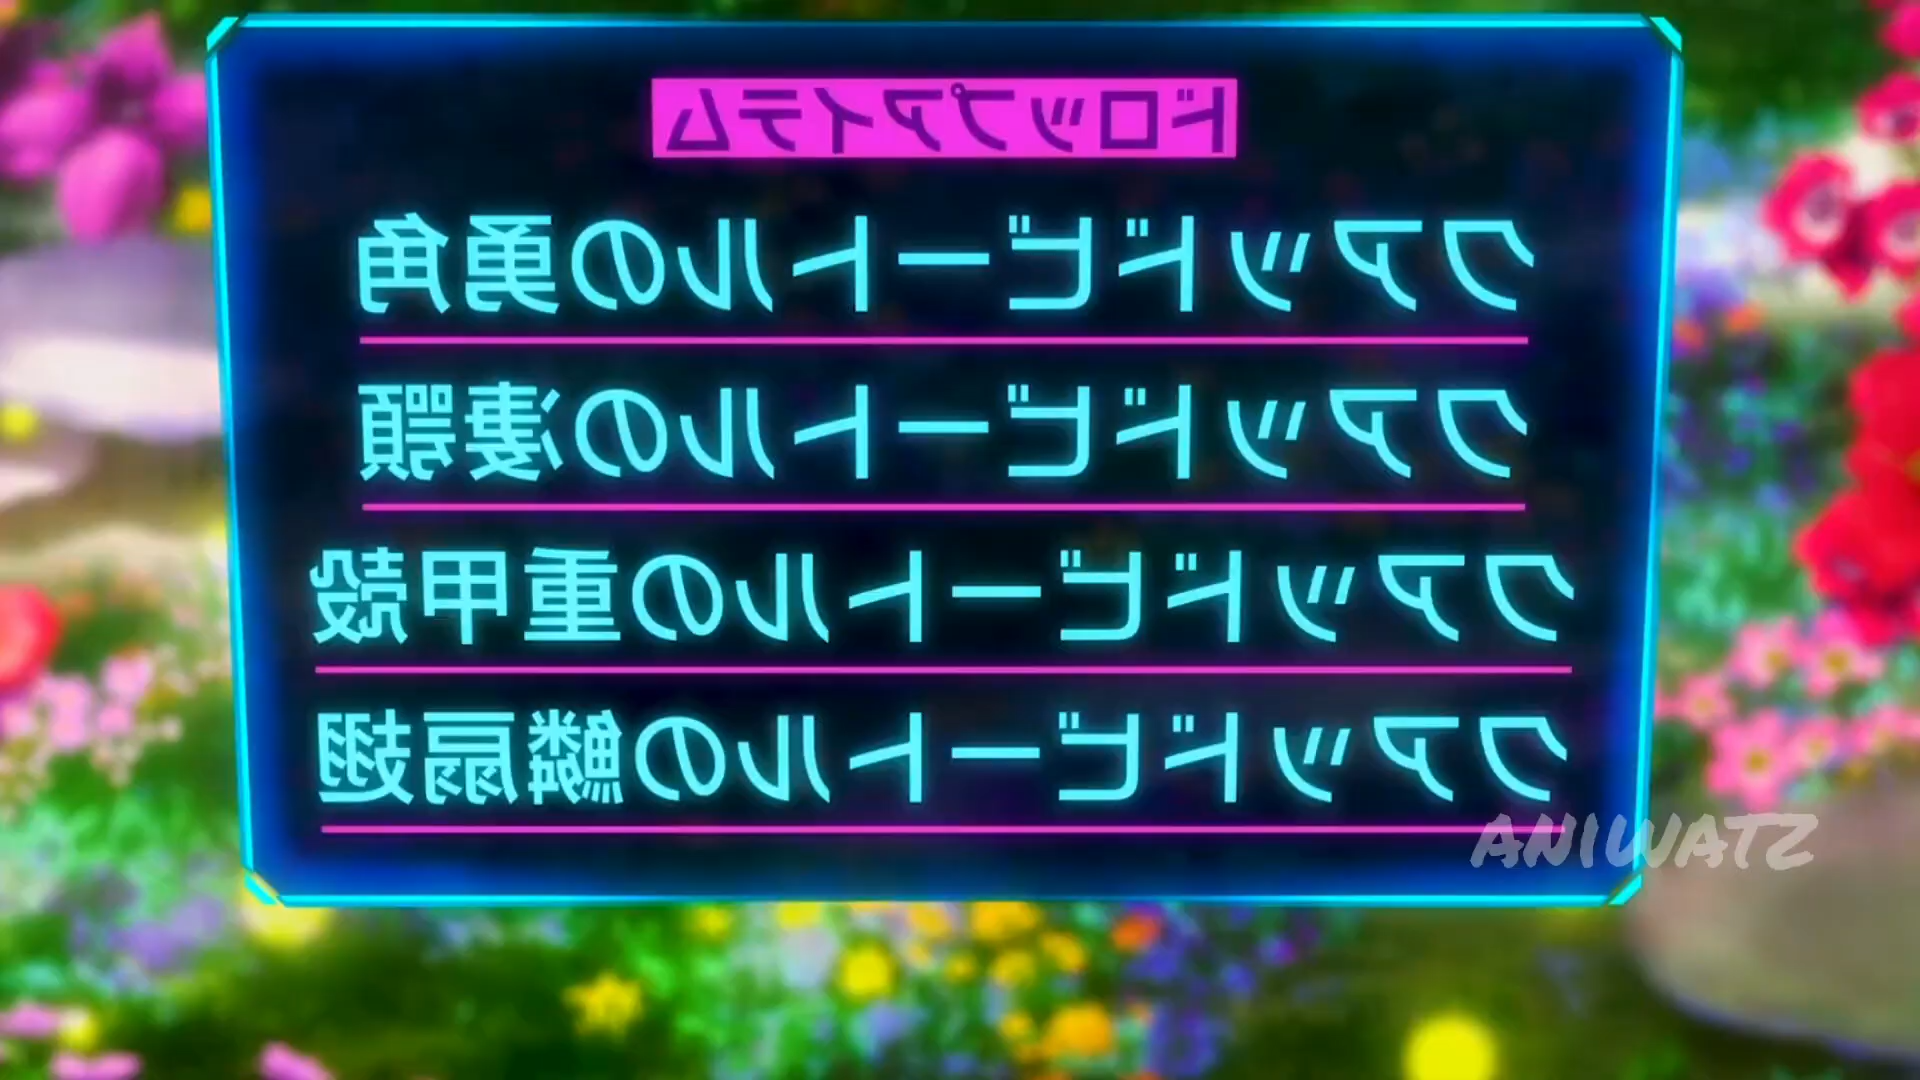 ドロップアイテム
クアッドビートルの勇角
クアッドビートルの凄顎
クアッドビートルの重甲殻
クアッドビートルの鱗扇翅
ANIWATZ